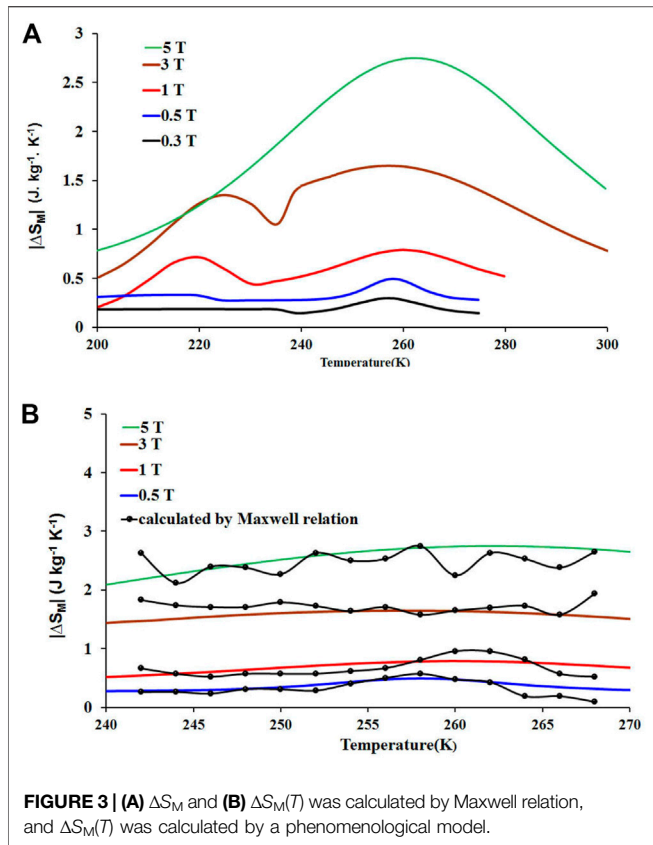 A
3
2.5
2
1.5
1
0.5
0
|ΔSM| (J. kg-1. K-1)
5 T
3 T
1 T
0.5 T
0.3 T
200 220 240 260 280 300
Temperature(K)
B
5
4
3
2
1
0
|ΔSM| (J kg-1 K-1)
5 T
3 T
1 T
0.5 T
calculated by Maxwell relation
240 245 250 255 260 265 270
Temperature(K)
FIGURE 3 | (A) ΔSM and (B) ΔSM(T) was calculated by Maxwell relation,
and ΔSM(T) was calculated by a phenomenological model.